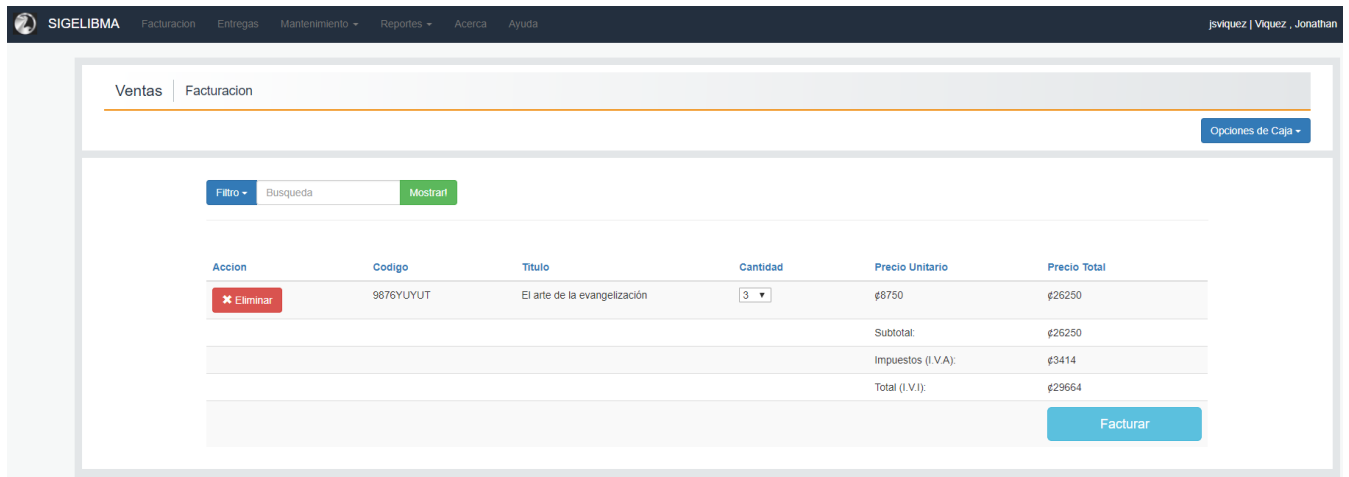 SIGELIBMA Facturacion Entregas Mantenimiento Reportes Acerca Ayuda jsviquez | Viquez , Jonathan
Ventas Facturacion
Opciones de Caja
Filtro Busqueda Mostrar!
Accion Codigo Titulo Cantidad Precio Unitario Precio Total
Eliminar 9876YUYUT El arte de la evangelización 3 ¢8750 ¢26250
Subtotal: ¢26250
Impuestos (I.V.A): ¢3414
Total (I.V.I): ¢29664
Facturar